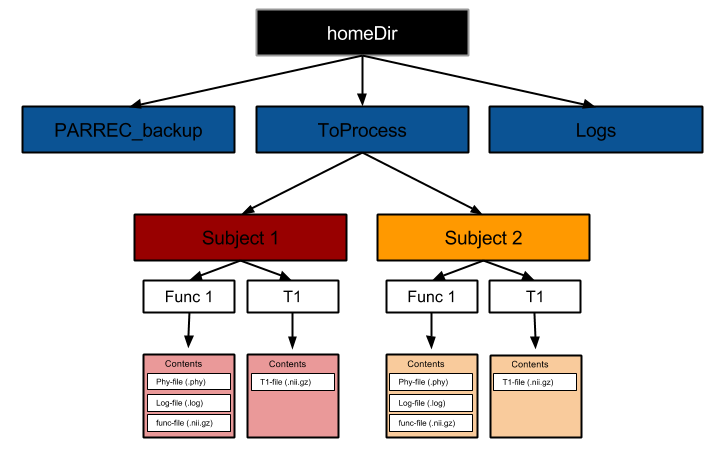 homeDir
PARREC_backup
ToProcess
Logs
Subject 1
Subject 2
Func 1
T1
Func 1
T1
Contents
Phy-file (.phy)
Log-file (.log)
func-file (.nii.gz)
Contents
T1-file (.nii.gz)
Contents
Phy-file (.phy)
Log-file (.log)
func-file (.nii.gz)
Contents
T1-file (.nii.gz)